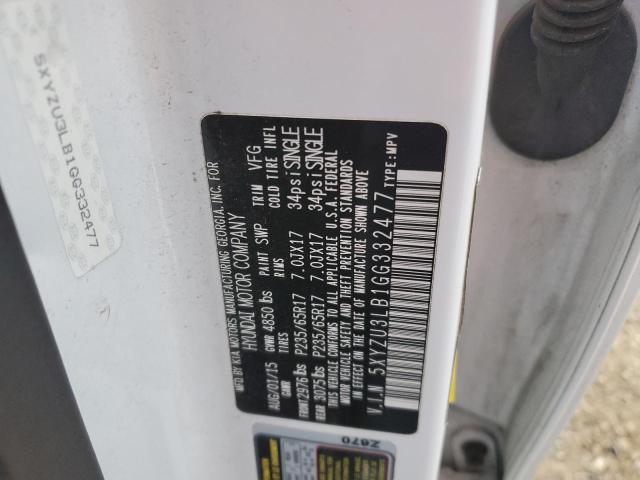 5XYZU3LB1GG332477
MFD BY KIA MOTORS MANUFACTURING GEORGIA, INC. FOR
HYUNDAI MOTOR COMPANY
AUG/01/15 GVWR 4850 lbs PAINT SWP TRIM VFG
GWR TIRES RIMS COLD TIRE INFL
FRONT 2976 lbs P235/65R17 7.0JX17 34psi SINGLE
REAR 3075 lbs P235/65R17 7.0JX17 34psi SINGLE
THIS VEHICLE CONFORMS TO ALL APPLICABLE U.S.A. FEDERAL
MOTOR VEHICLE SAFETY AND THEFT PREVENTION STANDARDS
IN EFFECT ON THE DATE OF MANUFACTURE SHOWN ABOVE.
V.I.N 5XYZU3LB1GG332477 TYPE:MPV
2670